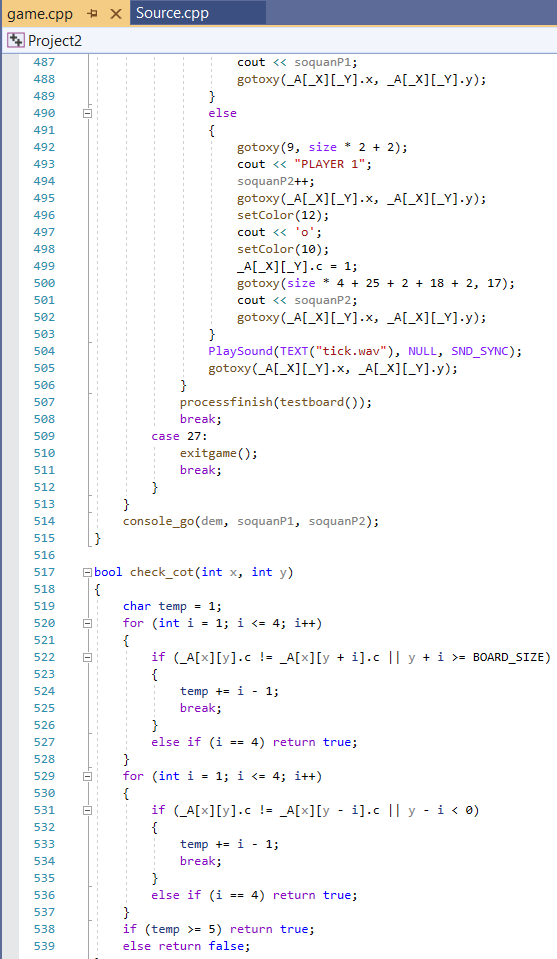 game.cpp Source.cpp
Project2
487 cout << soquanP1;
488 gotoxy(_A[_X][_Y].x, _A[_X][_Y].y);
489 }
490 else
491 {
492 gotoxy(9, size * 2 + 2);
493 cout << "PLAYER 1";
494 soquanP2++;
495 gotoxy(_A[_X][_Y].x, _A[_X][_Y].y);
496 setColor(12);
497 cout << 'o';
498 setColor(10);
499 _A[_X][_Y].c = 1;
500 gotoxy(size * 4 + 25 + 2 + 18 + 2, 17);
501 cout << soquanP2;
502 gotoxy(_A[_X][_Y].x, _A[_X][_Y].y);
503 }
504 PlaySound(TEXT("tick.wav"), NULL, SND_SYNC);
505 gotoxy(_A[_X][_Y].x, _A[_X][_Y].y);
506 }
507 processfinish(testboard());
508 break;
509 case 27:
510 exitgame();
511 break;
512 }
513 }
514 console_go(dem, soquanP1, soquanP2);
515 }
516
517 bool check_cot(int x, int y)
518 {
519 char temp = 1;
520 for (int i = 1; i <= 4; i++)
521 {
522 if (_A[x][y].c != _A[x][y + i].c || y + i >= BOARD_SIZE)
523 {
524 temp += i - 1;
525 break;
526 }
527 else if (i == 4) return true;
528 }
529 for (int i = 1; i <= 4; i++)
530 {
531 if (_A[x][y].c != _A[x][y - i].c || y - i < 0)
532 {
533 temp += i - 1;
534 break;
535 }
536 else if (i == 4) return true;
537 }
538 if (temp >= 5) return true;
539 else return false;